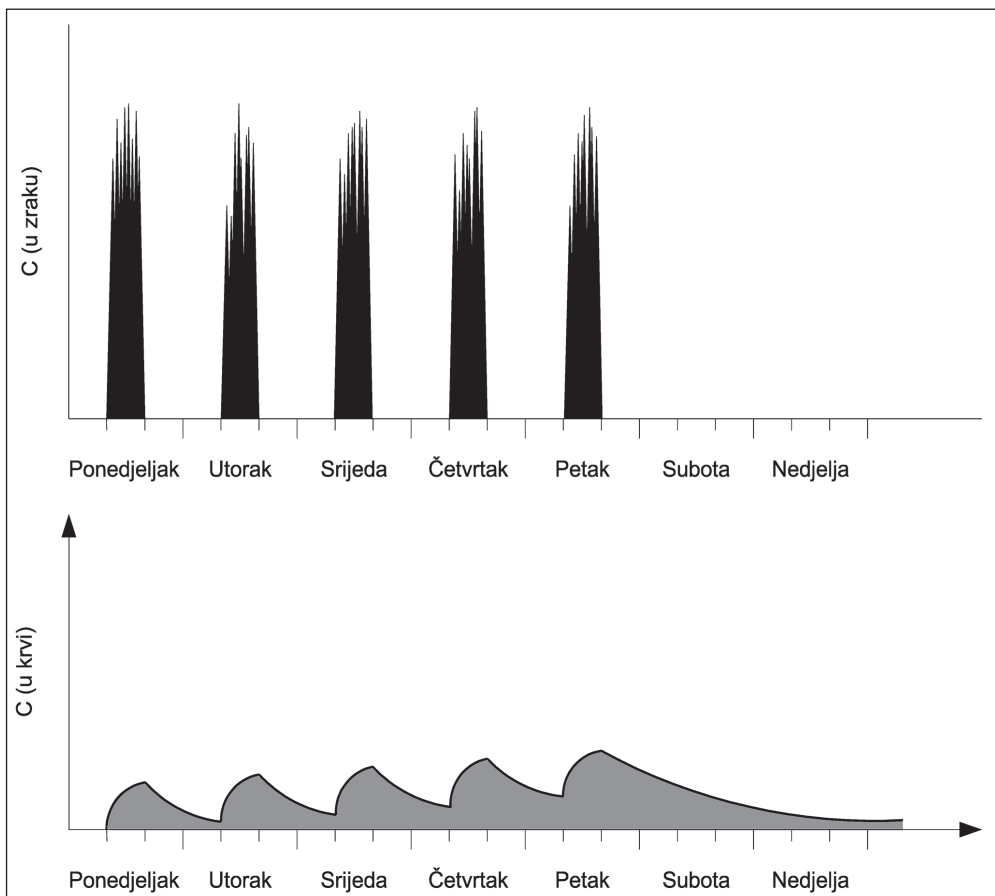 C (u zraku)
Ponedjeljak Utorak Srijeda Četvrtak Petak Subota Nedjelja
C (u krvi)
Ponedjeljak Utorak Srijeda Četvrtak Petak Subota Nedjelja